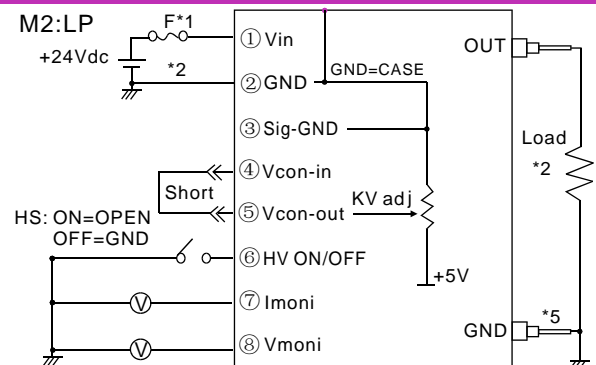 M2:LP
F*1
+24Vdc
*2
① Vin
② GND
GND=CASE
③ Sig-GND
④ Vcon-in
Short
⑤ Vcon-out
KV adj
HS: ON=OPEN
OFF=GND
⑥ HV ON/OFF
+5V
⑦ Imoni
V
⑧ Vmoni
V
OUT
Load
*2
GND
*5